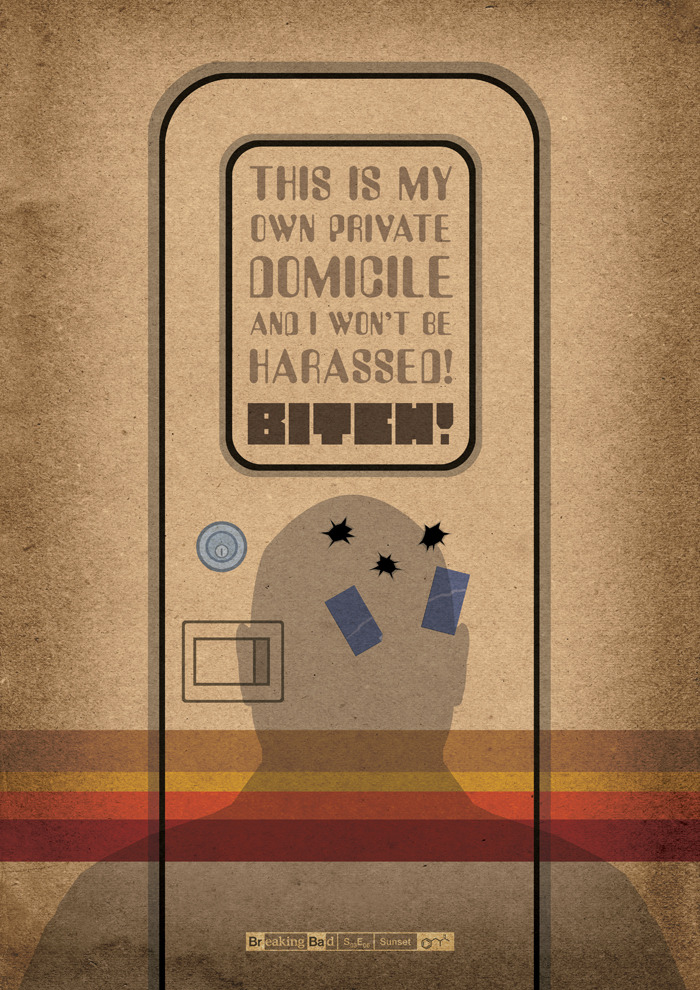 THIS IS MY
OWN PRIVATE
DOMICILE
AND I WON'T BE
HARASSED!
BITCH!
Breaking Bad S03E06 Sunset